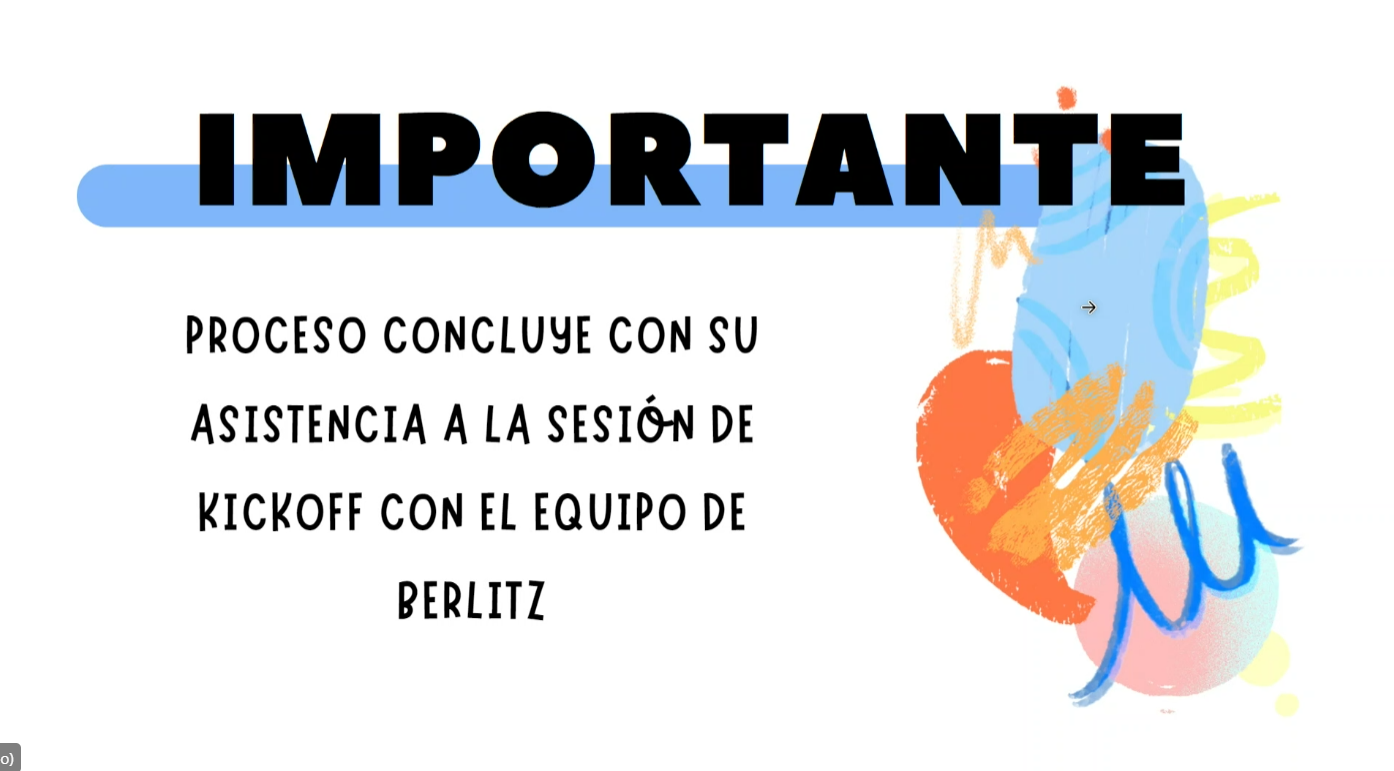 IMPORTANTE
PROCESO CONCLUYE CON SU
ASISTENCIA A LA SESIÓN DE
KICKOFF CON EL EQUIPO DE
BERLITZ
o)